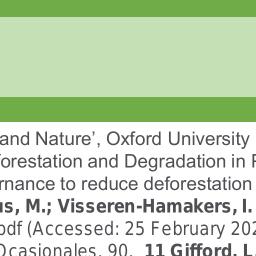 and Nature’, Oxford University
orestation and Degradation in
rnance to reduce deforestation
us, M.; Visseren-Hamakers, I.
pdf (Accessed: 25 February 202
Ocasionales, 90. 11 Gifford, L.